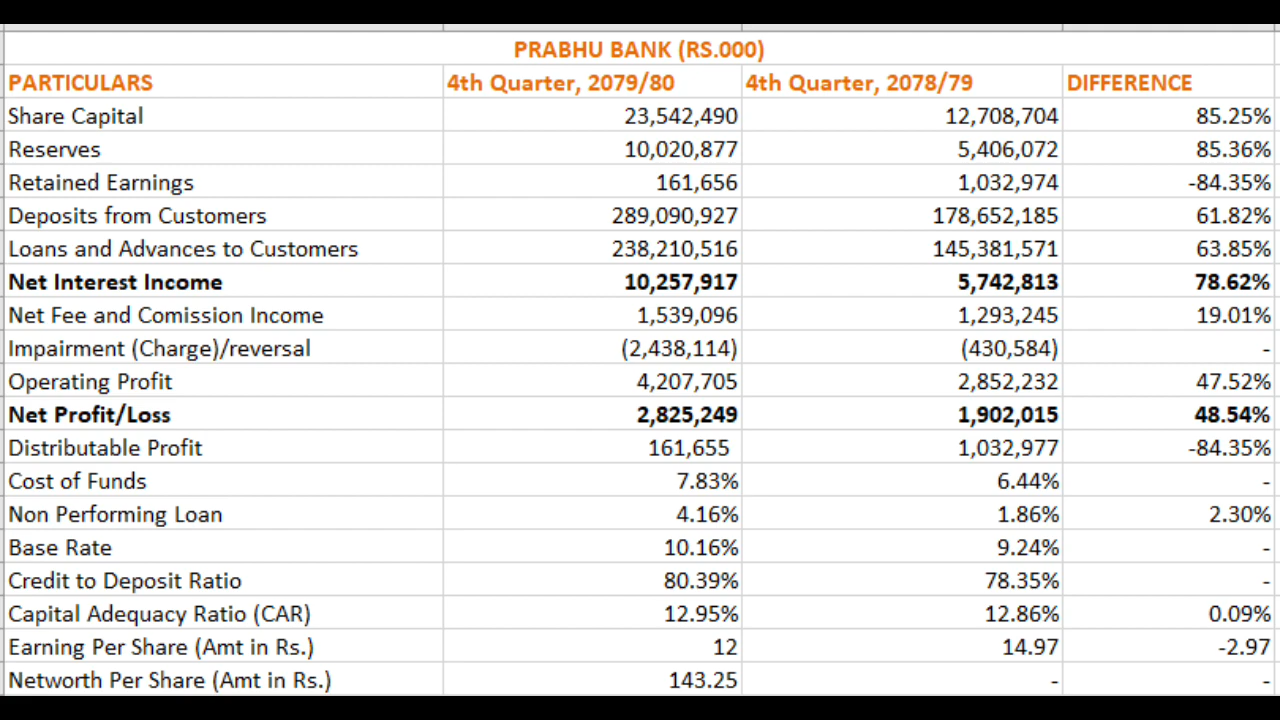 PRABHU BANK (RS.000)
PARTICULARS 4th Quarter, 2079/80 4th Quarter, 2078/79 DIFFERENCE
Share Capital 23,542,490 12,708,704 85.25%
Reserves 10,020,877 5,406,072 85.36%
Retained Earnings 161,656 1,032,974 -84.35%
Deposits from Customers 289,090,927 178,652,185 61.82%
Loans and Advances to Customers 238,210,516 145,381,571 63.85%
Net Interest Income 10,257,917 5,742,813 78.62%
Net Fee and Comission Income 1,539,096 1,293,245 19.01%
Impairment (Charge)/reversal (2,438,114) (430,584) -
Operating Profit 4,207,705 2,852,232 47.52%
Net Profit/Loss 2,825,249 1,902,015 48.54%
Distributable Profit 161,655 1,032,977 -84.35%
Cost of Funds 7.83% 6.44% -
Non Performing Loan 4.16% 1.86% 2.30%
Base Rate 10.16% 9.24% -
Credit to Deposit Ratio 80.39% 78.35% -
Capital Adequacy Ratio (CAR) 12.95% 12.86% 0.09%
Earning Per Share (Amt in Rs.) 12 14.97 -2.97
Networth Per Share (Amt in Rs.) 143.25 - -